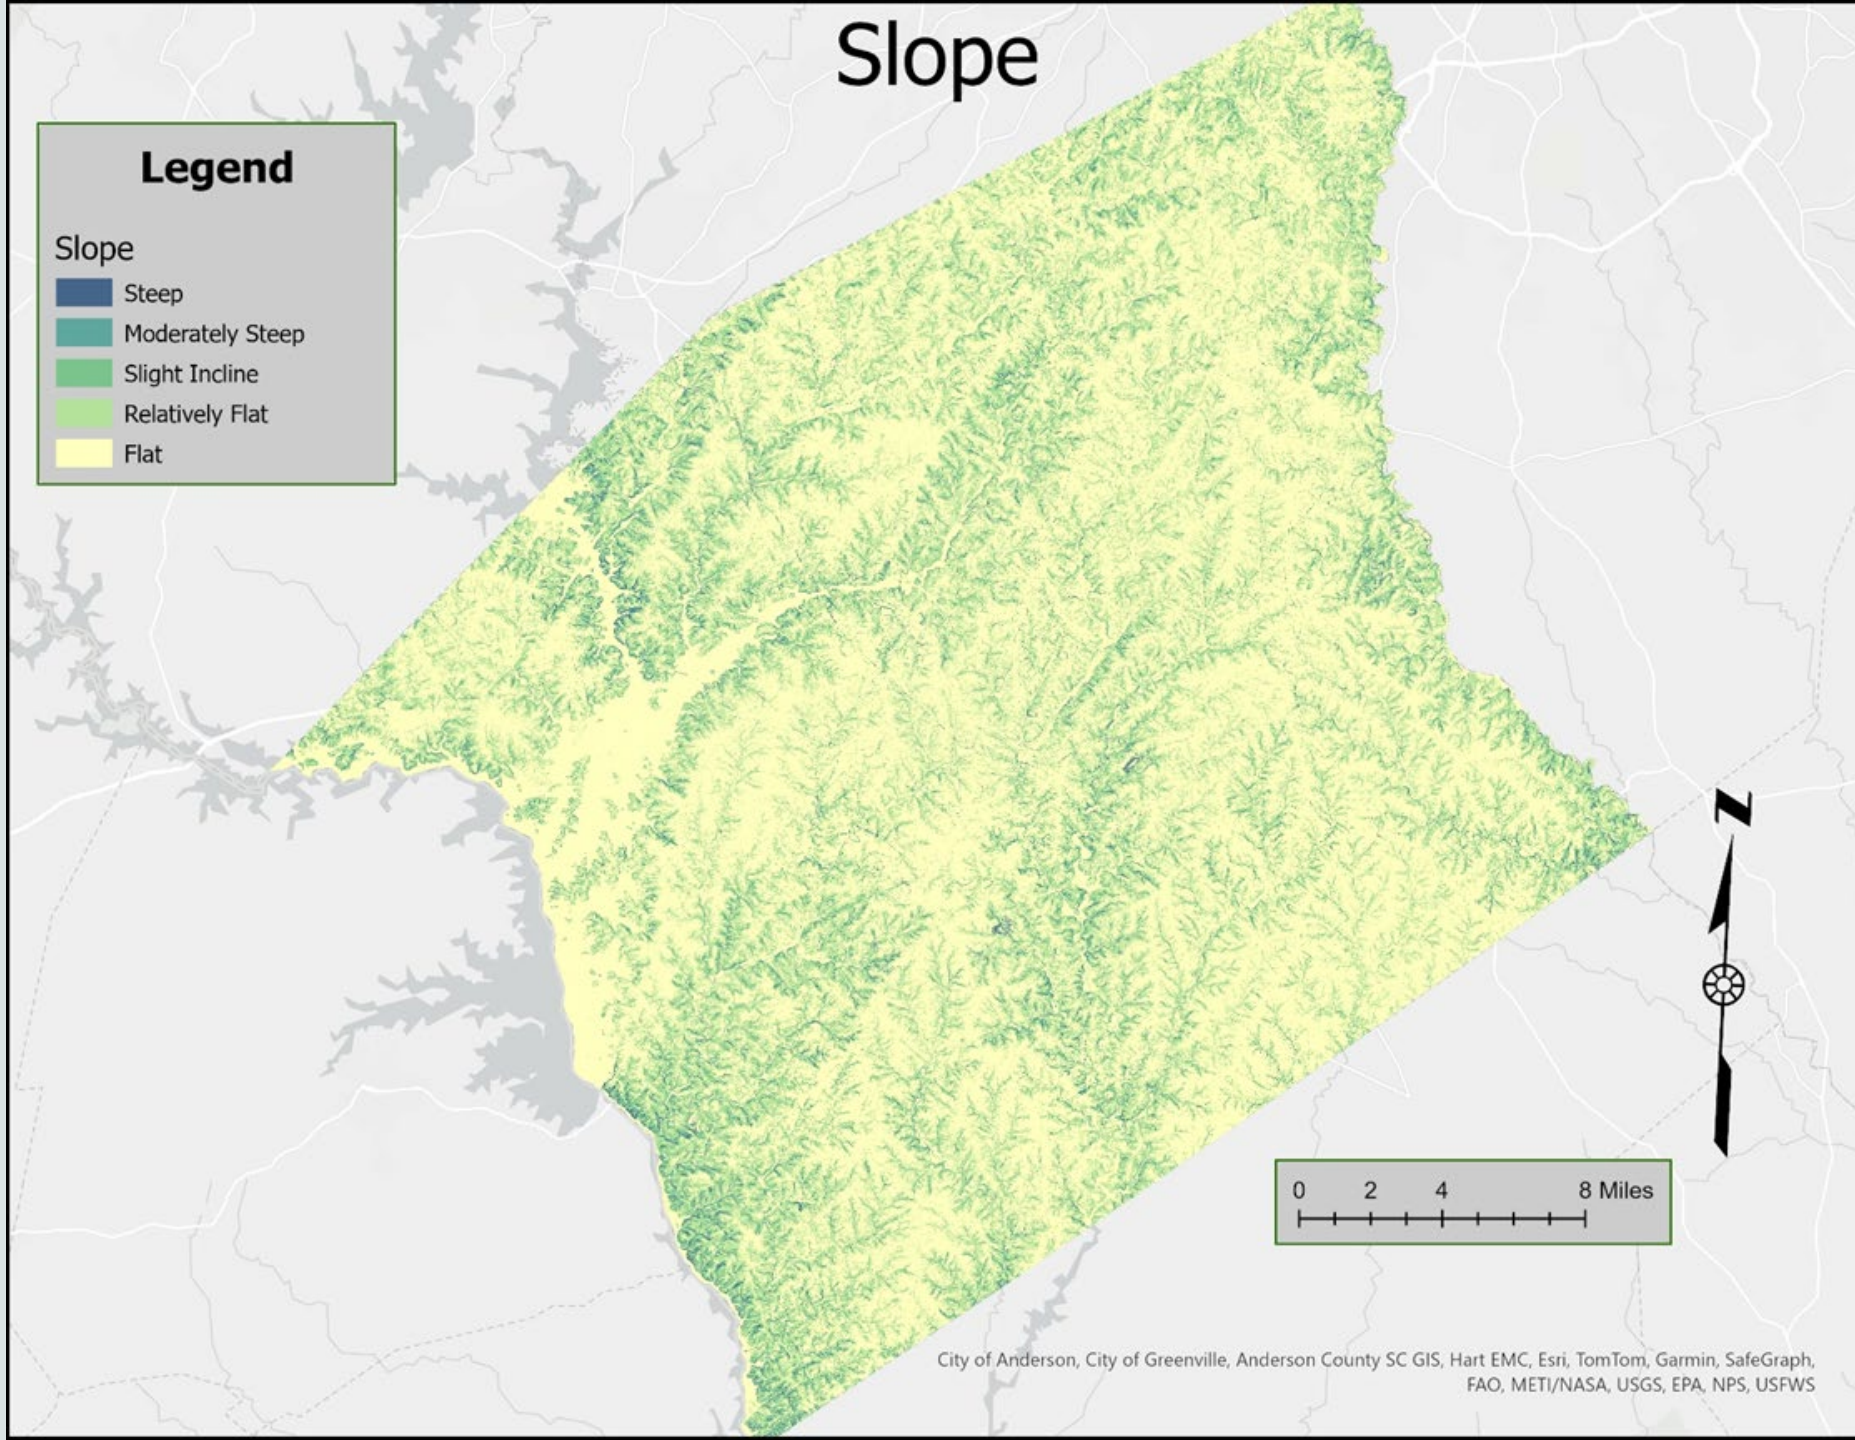 Slope
Legend
Slope
Steep
Moderately Steep
Slight Incline
Relatively Flat
Flat
N
0 2 4 8 Miles
City of Anderson, City of Greenville, Anderson County SC GIS, Hart EMC, Esri, TomTom, Garmin, SafeGraph,
FAO, METI/NASA, USGS, EPA, NPS, USFWS